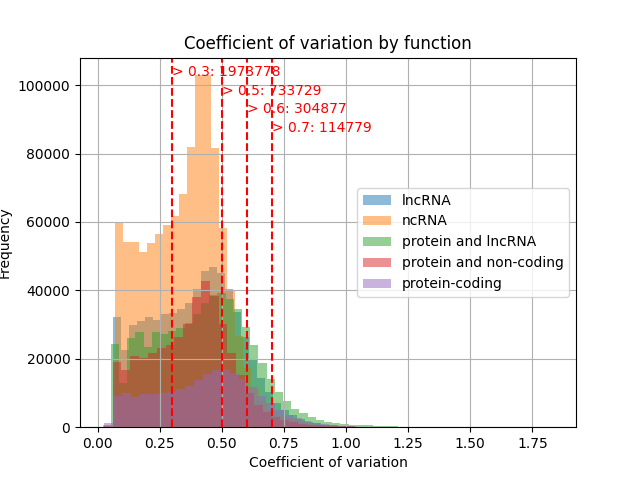 Coefficient of variation by function
> 0.3: 1978778
> 0.5: 733729
> 0.6: 304877
> 0.7: 114779
100000
80000
60000
40000
20000
0
Frequency
lncRNA
ncRNA
protein and lncRNA
protein and non-coding
protein-coding
0.00 0.25 0.50 0.75 1.00 1.25 1.50 1.75
Coefficient of variation